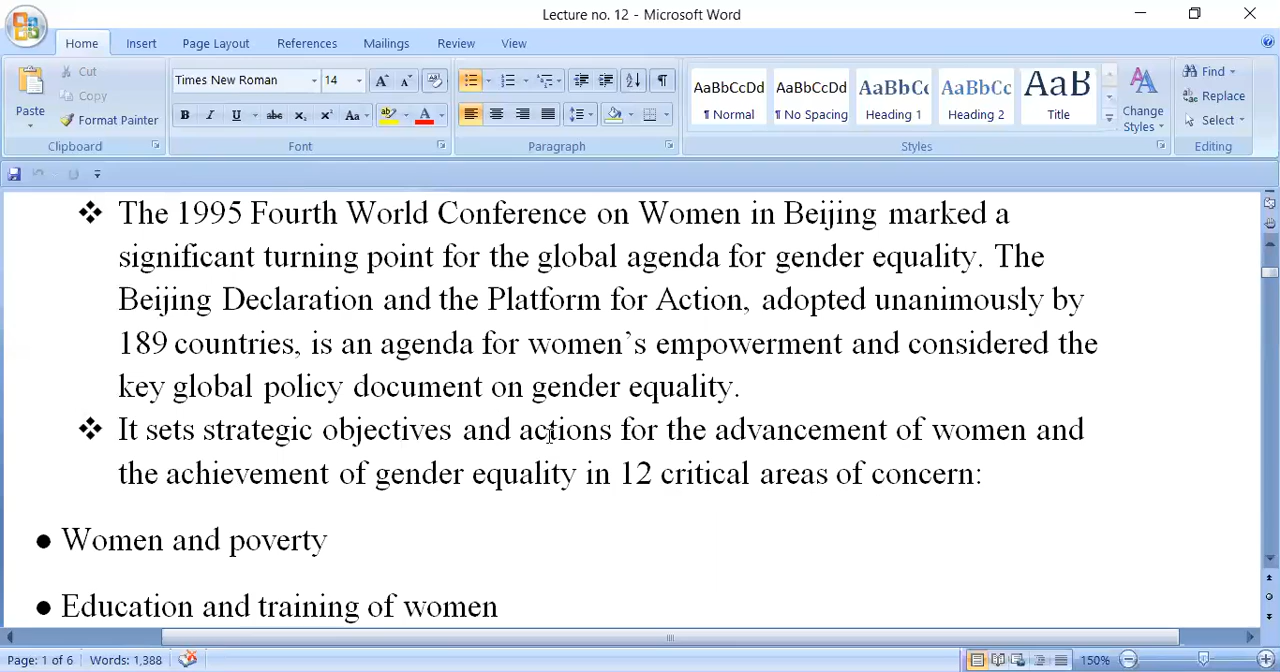 Lecture no. 12 - Microsoft Word
Home Insert Page Layout References Mailings Review View
Paste
Cut
Copy
Format Painter
Clipboard
Times New Roman 14
Font
Paragraph
AaBbCcDd AaBbCcDd AaBbCc AaBbCc AaB
¶ Normal ¶ No Spacing Heading 1 Heading 2 Title
Change Styles
Styles
Find
Replace
Select
Editing
❖ The 1995 Fourth World Conference on Women in Beijing marked a
significant turning point for the global agenda for gender equality. The
Beijing Declaration and the Platform for Action, adopted unanimously by
189 countries, is an agenda for women’s empowerment and considered the
key global policy document on gender equality.
❖ It sets strategic objectives and actions for the advancement of women and
the achievement of gender equality in 12 critical areas of concern:
● Women and poverty
● Education and training of women
Page: 1 of 6 Words: 1,388 150%